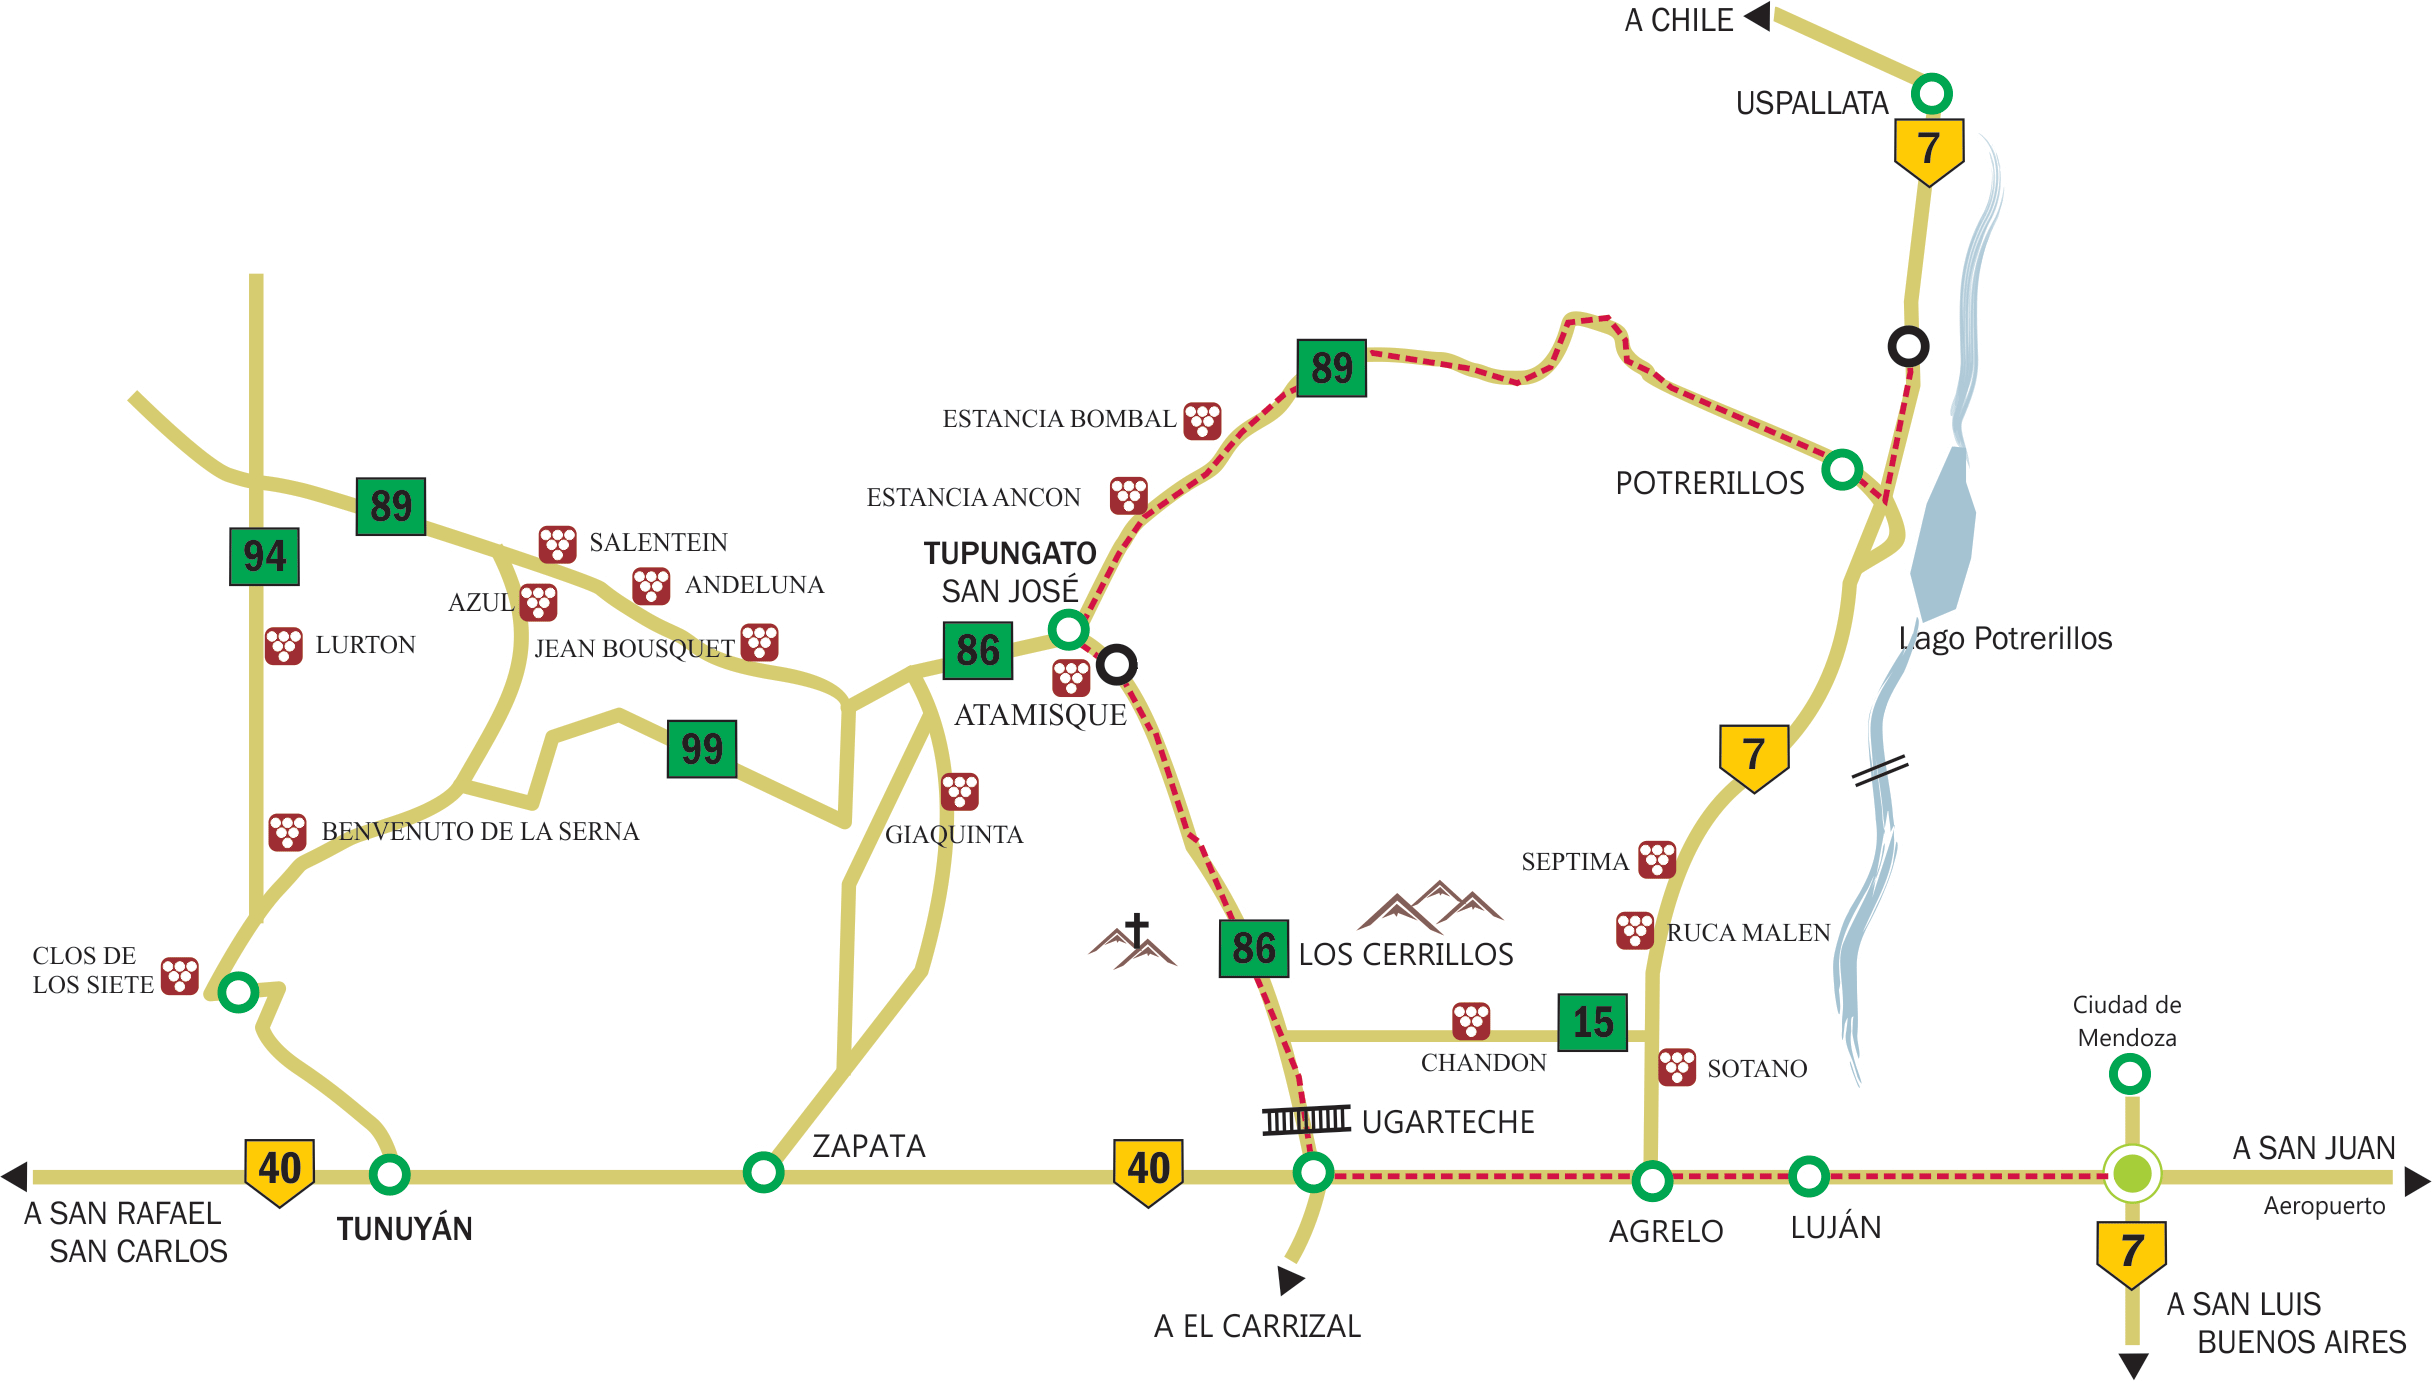 A CHILE
USPALLATA
7
89
ESTANCIA BOMBAL
POTRERILLOS
89
ESTANCIA ANCON
SALENTEIN
94
TUPUNGATO
SAN JOSÉ
ANDELUNA
AZUL
LURTON
JEAN BOUSQUET
86
Lago Potrerillos
ATAMISQUE
99
7
BENVENUTO DE LA SERNA
GIAQUINTA
SEPTIMA
RUCA MALEN
86
LOS CERRILLOS
CLOS DE
LOS SIETE
15
Ciudad de
Mendoza
CHANDON
SOTANO
UGARTECHE
ZAPATA
A SAN JUAN
40
40
Aeropuerto
A SAN RAFAEL
SAN CARLOS
TUNUYÁN
AGRELO
LUJÁN
7
A EL CARRIZAL
A SAN LUIS
BUENOS AIRES